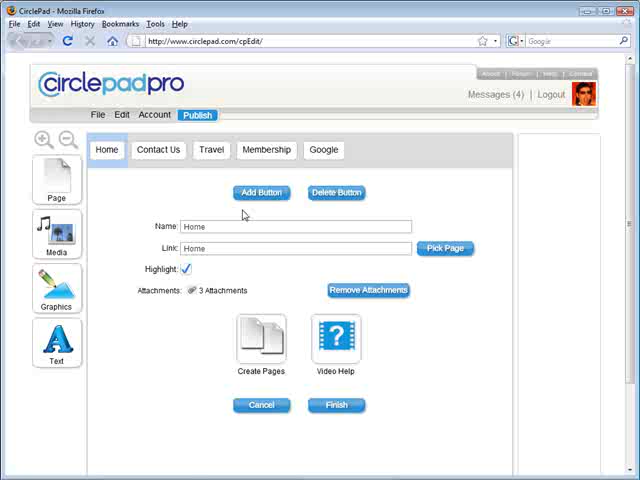 CirclePad - Mozilla Firefox
File Edit View History Bookmarks Tools Help
http://www.circlepad.com/cpEdit/
Google
circlepadpro
About | Forum | Help | Contact
Messages (4) | Logout
File Edit Account Publish
Home Contact Us Travel Membership Google
Page
Add Button Delete Button
Name: Home
Media
Link: Home Pick Page
Highlight:
Attachments: 3 Attachments Remove Attachments
Graphics
Text
Create Pages Video Help
Cancel Finish